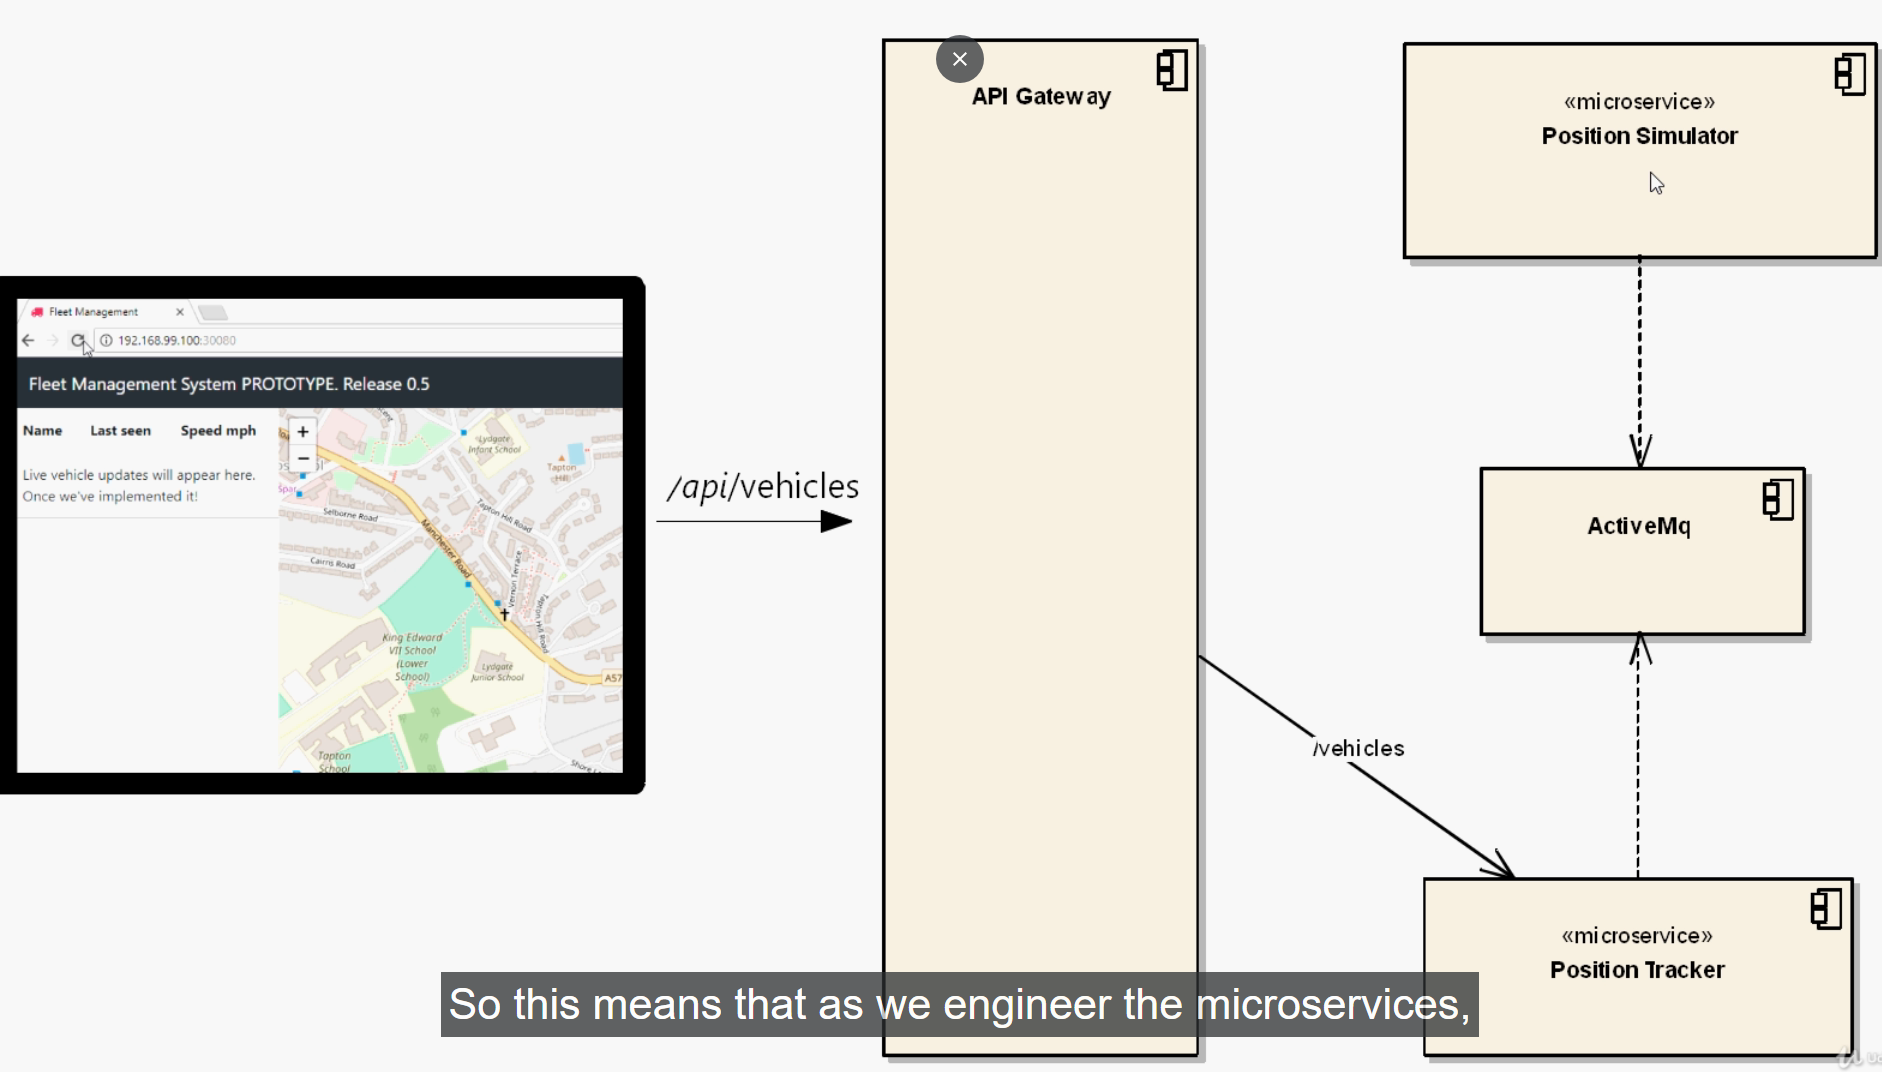 API Gateway
«microservice»
Position Simulator
Fleet Management
192.168.99.100:30080
Fleet Management System PROTOTYPE. Release 0.5
Name Last seen Speed mph
Live vehicle updates will appear here.
Once we've implemented it!
+
−
Lydgate
Infant School
Tapton
Hill
Spar
Selborne Road
Tapton Hill Road
Manchester Road
Cairns Road
Vernon Terrace
Tapton Hill Road
King Edward
VII School
(Lower
School)
Lydgate
Junior School
A57
Tapton
School
/api/vehicles
ActiveMq
/vehicles
«microservice»
Position Tracker
So this means that as we engineer the microservices,